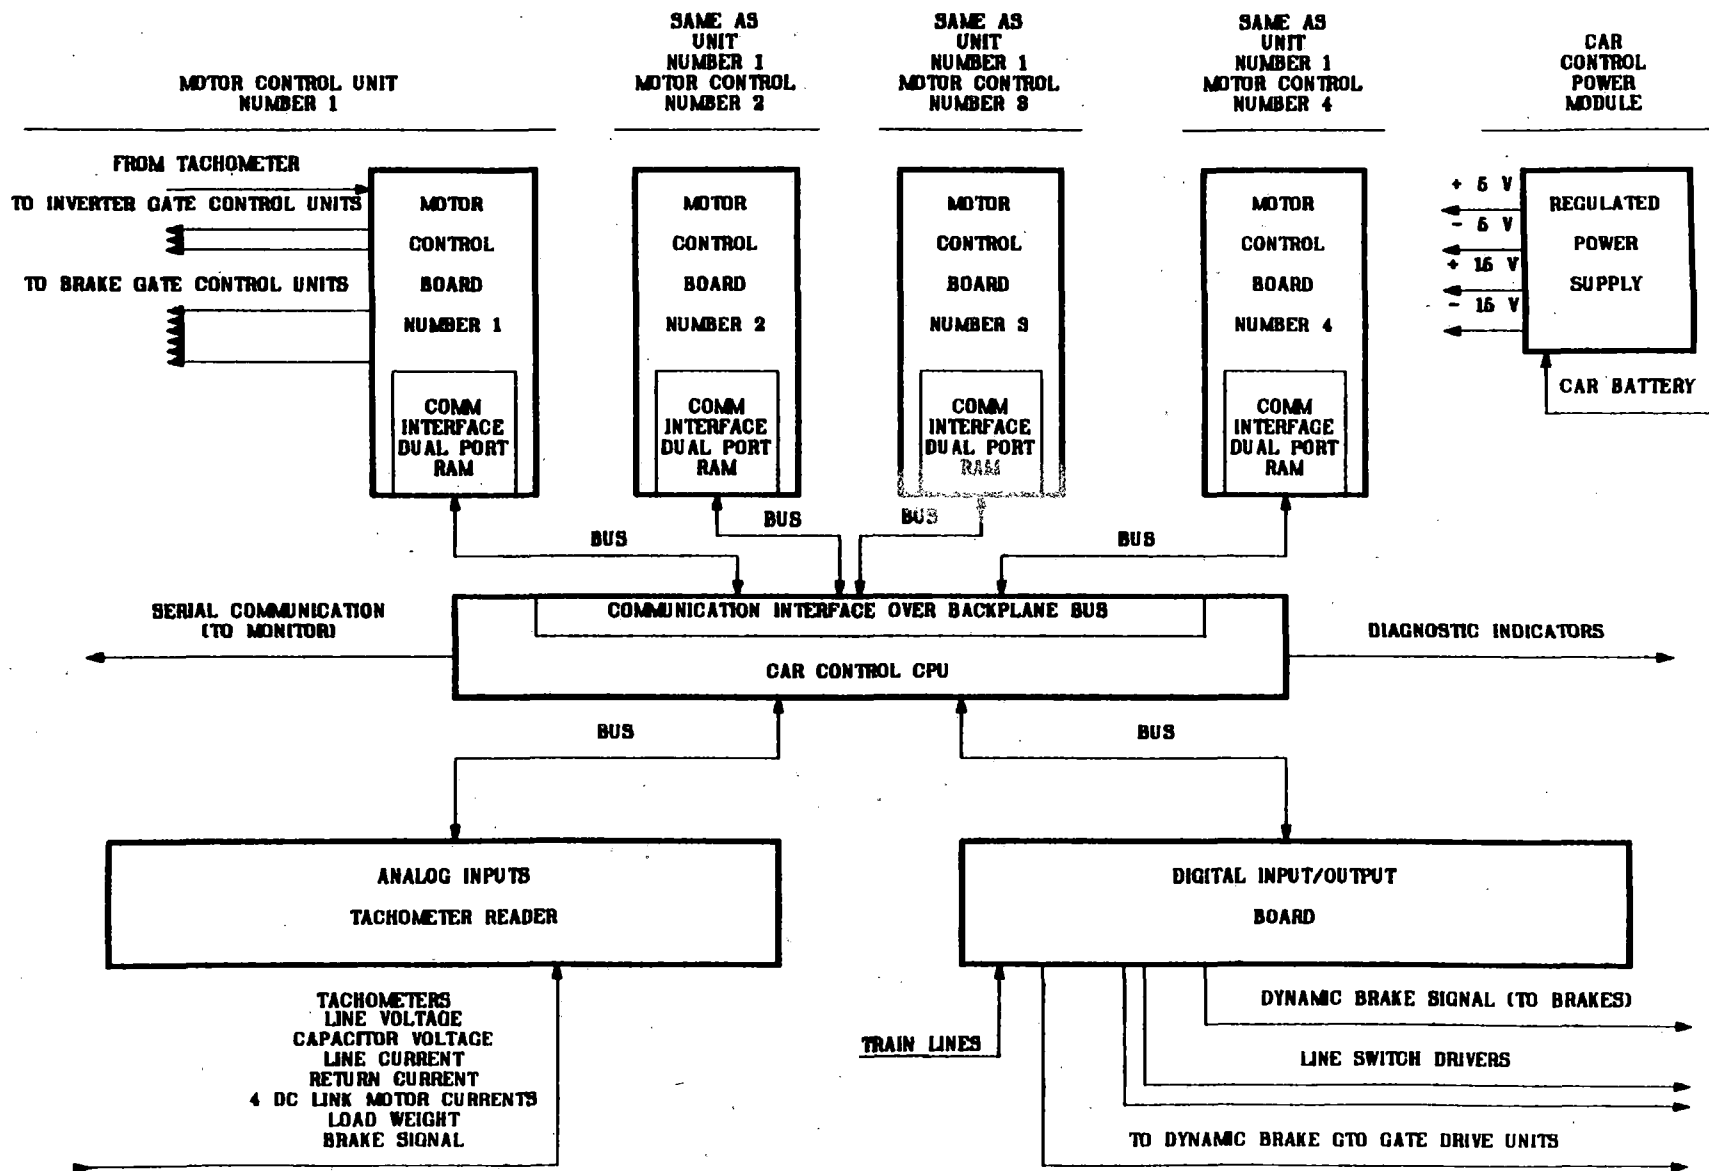 MOTOR CONTROL UNIT
NUMBER 1
SAME AS
UNIT
NUMBER 1
MOTOR CONTROL
NUMBER 2
SAME AS
UNIT
NUMBER 1
MOTOR CONTROL
NUMBER 3
SAME AS
UNIT
NUMBER 1
MOTOR CONTROL
NUMBER 4
CAR
CONTROL
POWER
MODULE
FROM TACHOMETER
TO INVERTER GATE CONTROL UNITS
TO BRAKE GATE CONTROL UNITS
MOTOR
CONTROL
BOARD
NUMBER 1
COMM
INTERFACE
DUAL PORT
RAM
MOTOR
CONTROL
BOARD
NUMBER 2
COMM
INTERFACE
DUAL PORT
RAM
MOTOR
CONTROL
BOARD
NUMBER 3
COMM
INTERFACE
DUAL PORT
RAM
MOTOR
CONTROL
BOARD
NUMBER 4
COMM
INTERFACE
DUAL PORT
RAM
+ 5 V
- 5 V
+ 15 V
- 15 V
REGULATED
POWER
SUPPLY
CAR BATTERY
BUS
BUS
BUS
BUS
SERIAL COMMUNICATION
(TO MONITOR)
COMMUNICATION INTERFACE OVER BACKPLANE BUS
CAR CONTROL CPU
DIAGNOSTIC INDICATORS
BUS
BUS
ANALOG INPUTS
TACHOMETER READER
DIGITAL INPUT/OUTPUT
BOARD
TACHOMETERS
LINE VOLTAGE
CAPACITOR VOLTAGE
LINE CURRENT
RETURN CURRENT
4 DC LINK MOTOR CURRENTS
LOAD WEIGHT
BRAKE SIGNAL
TRAIN LINES
DYNAMIC BRAKE SIGNAL (TO BRAKES)
LINE SWITCH DRIVERS
TO DYNAMIC BRAKE GTO GATE DRIVE UNITS